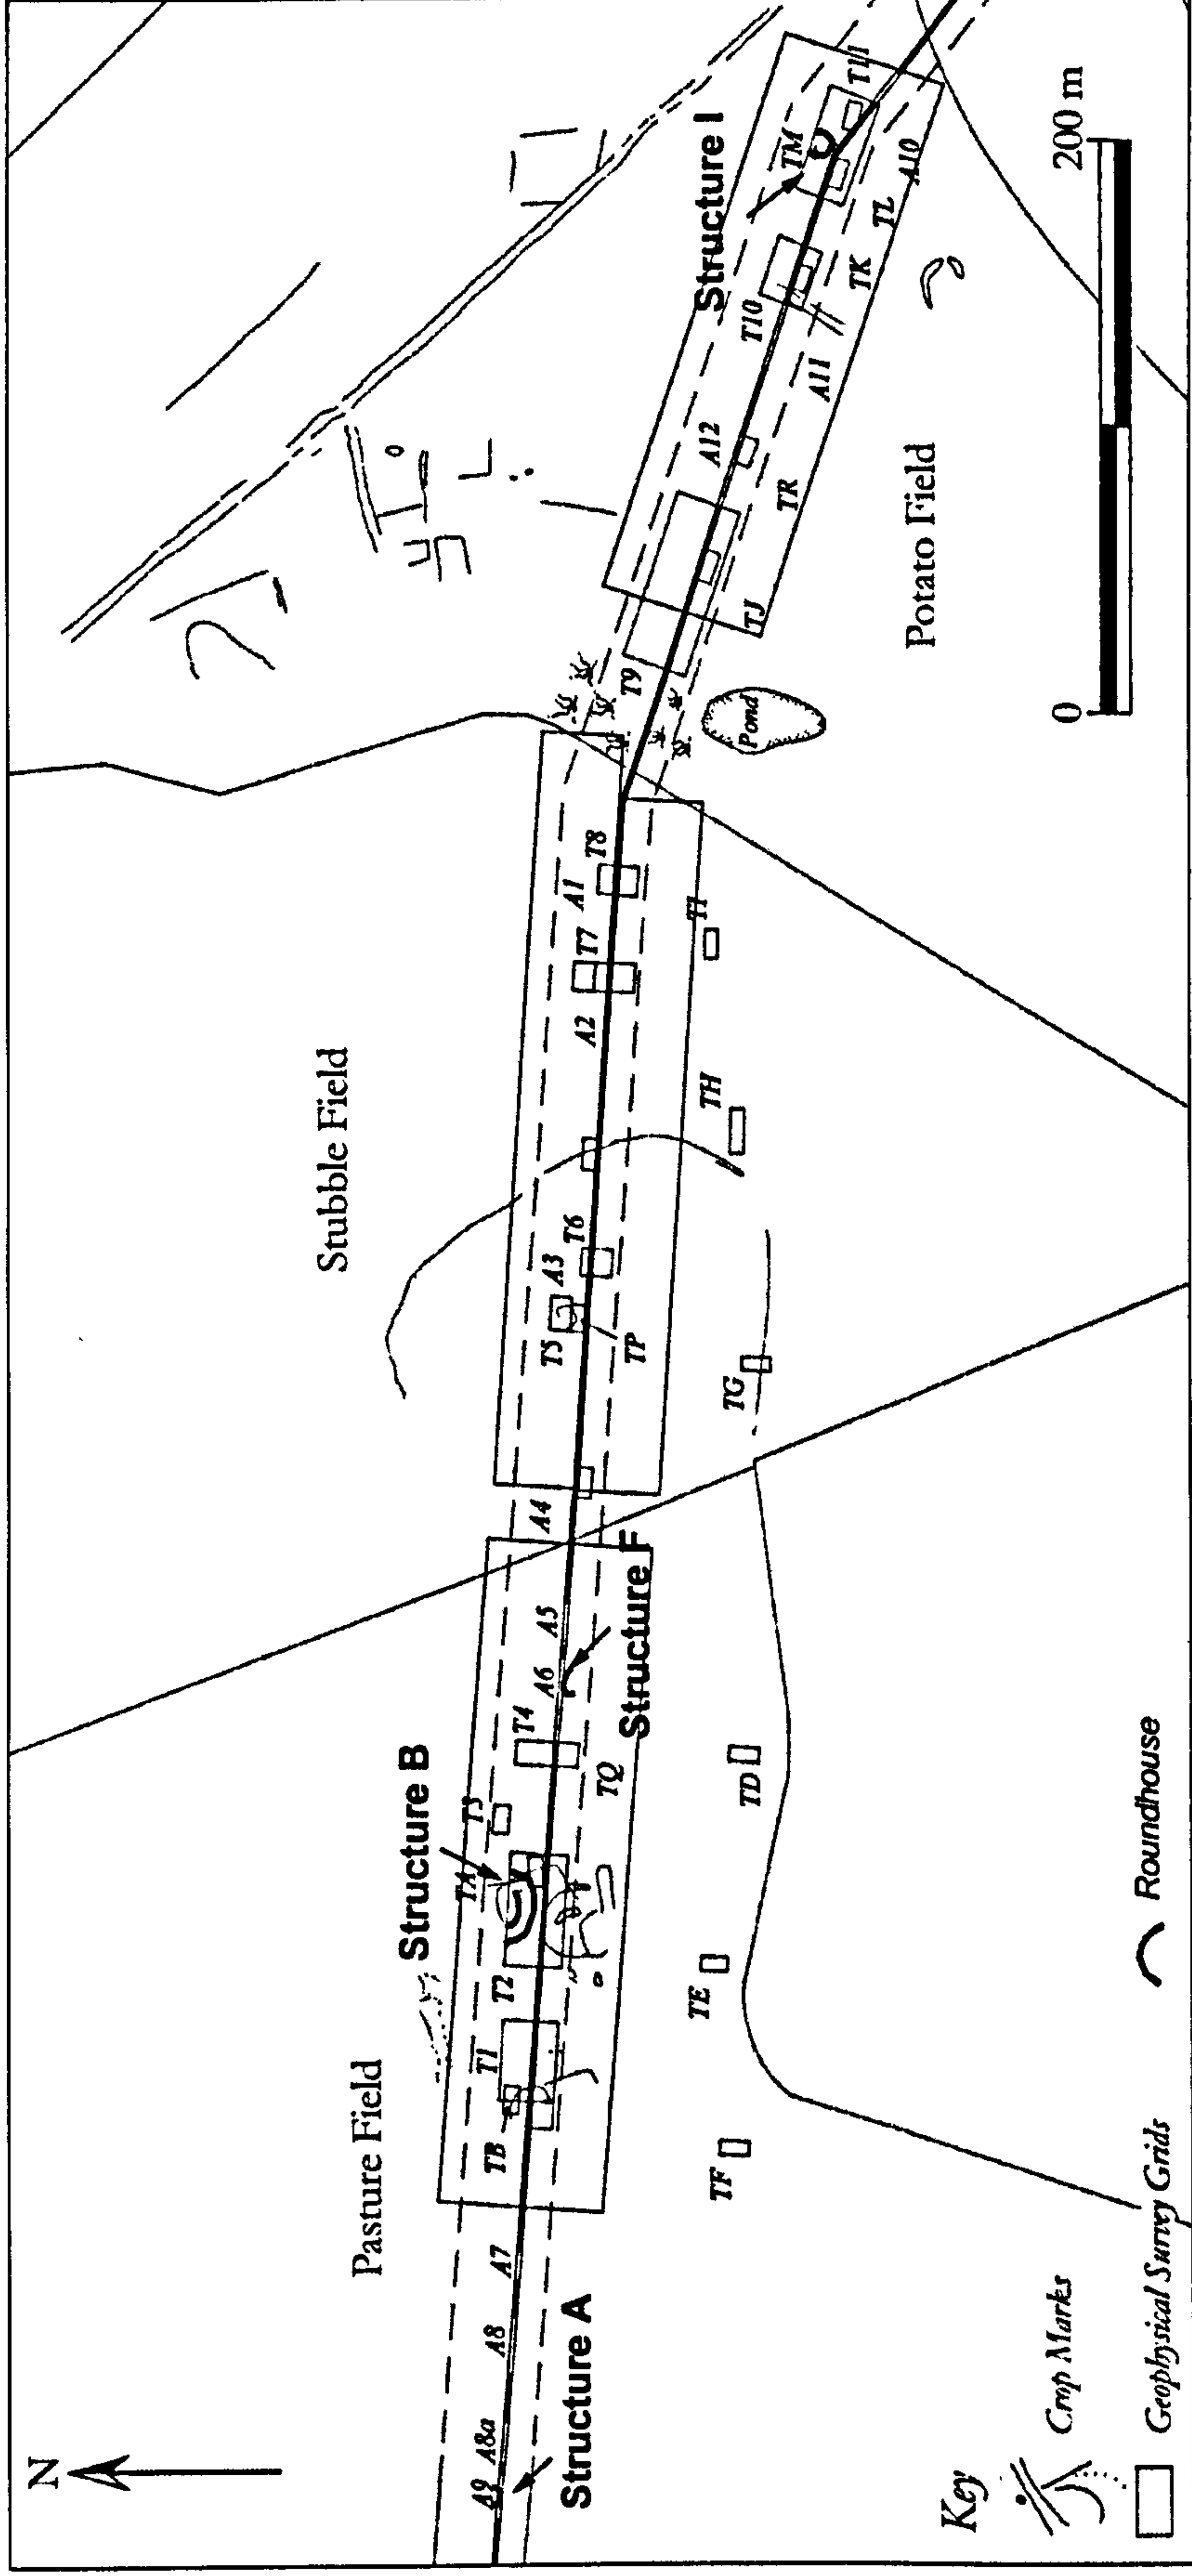 N
Pasture Field
Stubble Field
Potato Field
Structure A
Structure B
Structure F
Structure I
A9
A8a
A8
A7
TB
T1
T2
TA
T3
T4
TQ
A6
A5
A4
T5
A3
T6
TP
A2
T7
A1
T8
T9
TJ
TR
A12
A11
T10
TK
TL
TM
A10
T11
TF
TE
TD
TG
TH
TI
Pond
0
200 m
Key
Crop Marks
Geophysical Survey Grids
Roundhouse